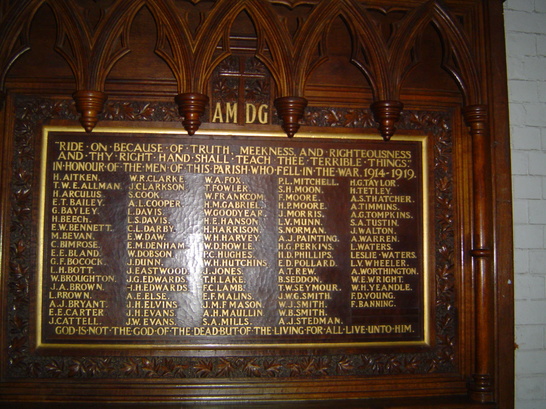 AM DG
"RIDE·ON·BECAUSE·OF·TRUTH, MEEKNESS, AND·RIGHTEOUSNESS
AND·THY·RIGHT·HAND·SHALL·TEACH·THEE·TERRIBLE·THINGS."
IN·HONOUR·OF·THE·MEN·OF·THIS·PARISH·WHO·FELL·IN·THE·WAR, 1914-1919.
H.AITKEN. W.R.CLARKE. W.A.FOX. P.L.MITCHELL. H.G.TAYLOR.
T.W.E.ALLMAN. J.CLARKSON. T.FOWLER. S.H.MOON. H.TETLEY.
H.ARCULUS. S.COOK. W.FRANCOM. F.MOORE. A.S.THATCHER.
E.T.BAILEY. A.COOPER. H.M.GABRIEL. H.P.MOORE. A.TIMMINS.
G.BAYLEY. L.DAVIS. W.GOODYEAR. J.MORRIS. A.G.TOMPKINS.
H.BEECH. S.DAVIS. H.E.HANSON. L.V.MUNN. S.A.TUSTIN.
E.W.BENNETT. C.L.DARBY. H.HARRISON. S.NORMAN. J.WALTON.
M.BEVAN. E.W.DAW. W.H.HARVEY. A.J.PAINTING. A.WARREN.
C.BIMROSE. E.M.DENHAM. W.D.HOWLE. H.G.PERKINS. L.WATERS.
E.E.BLAND. W.DOBSON. F.C.HUGHES. H.D.PHILLIPS. LESLIE·WATERS.
G.F.BOCOCK. J.DUNN. W.L.HUTCHINS. E.D.POLLARD. A.V.WHEELER.
L.H.BOTT. J.EASTWOOD. J.JONES. A.T.KREW. A.WORTHINGTON.
W.BROUGHTON. J.G.EDWARDS. T.H.LAKE. B.SEDDON. W.E.WRIGHT.
J.A.BROWN. J.T.HEDWARDS. F.C.LAMBE. T.W.SEYMOUR. W.H.YEANDLE.
L.BROWN. A.E.ELSE. E.F.MALINS. T.W.G.SMITH. F.D.YOUNG.
A.J.BRYANT. H.R.ELVINS. J.M.F.MASON. W.J.SMITH. F.BANNING.
E.E.CARTER. J.H.EVANS. A.H.MAULLIN. W.B.SMITH.
J.CATTELL. J.W.EVANS. S.A.MILLS. A.J.STEDMAN.
GOD·IS·NOT·THE·GOD·OF·THE·DEAD·BUT·OF·THE·LIVING·FOR·ALL·LIVE·UNTO·HIM.